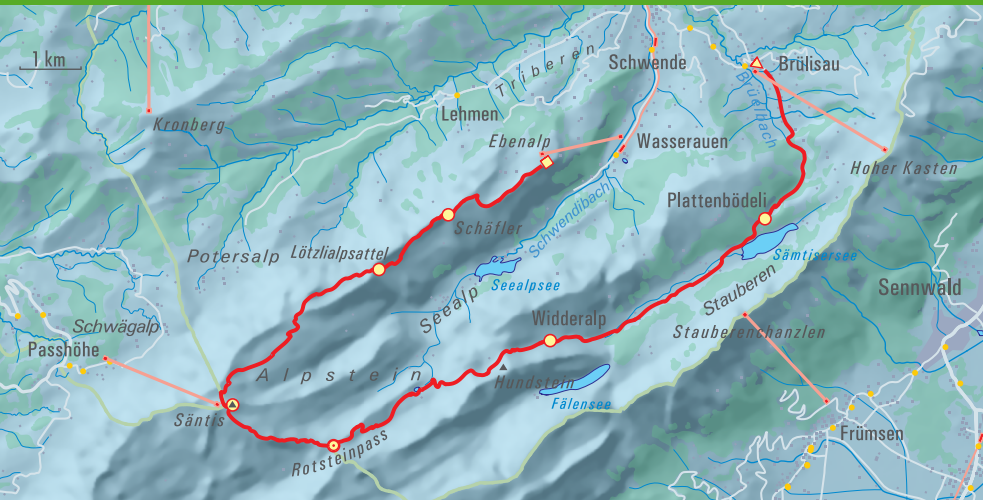 1 km
Triberen
Schwende
Brülisau
Brüelbach
Kronberg
Lehmen
Ebenalp
Wasserauen
Hoher Kasten
Schwendibach
Plattenbödeli
Schäfler
Potersalp
Lötzlialpsattel
Sämtisersee
Seealpsee
Stauberen
Sennwald
Seealp
Schwägalp
Widderalp
Stauberenchanzlen
Passhöhe
Alpstein
Hundstein
Fälensee
Säntis
Rotsteinpass
Frümsen